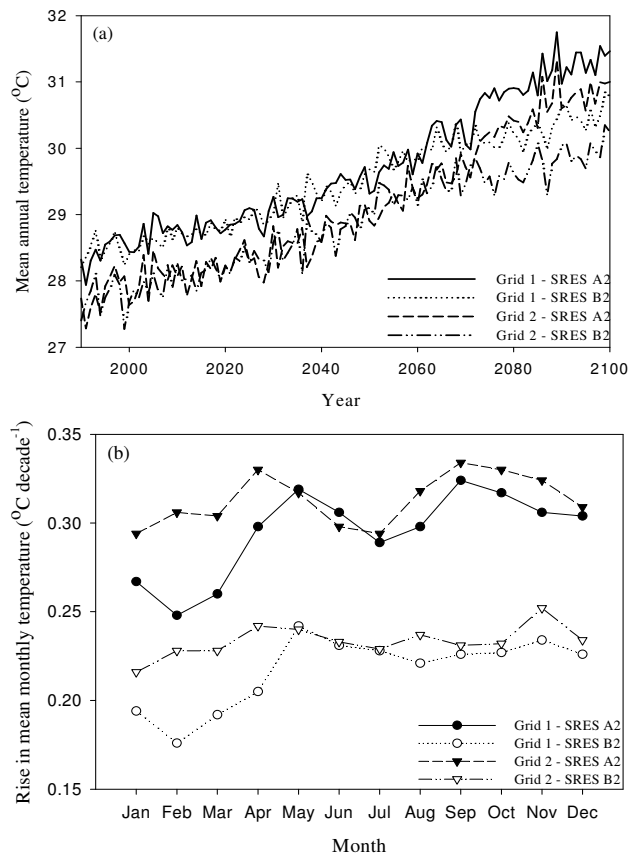 (a)
Mean annual temperature (°C)
32
31
30
29
28
27
Grid 1 - SRES A2
Grid 1 - SRES B2
Grid 2 - SRES A2
Grid 2 - SRES B2
2000 2020 2040 2060 2080 2100
Year
(b)
Rise in mean monthly temperature (°C decade⁻¹)
0.35
0.30
0.25
0.20
0.15
Grid 1 - SRES A2
Grid 1 - SRES B2
Grid 2 - SRES A2
Grid 2 - SRES B2
Jan Feb Mar Apr May Jun Jul Aug Sep Oct Nov Dec
Month